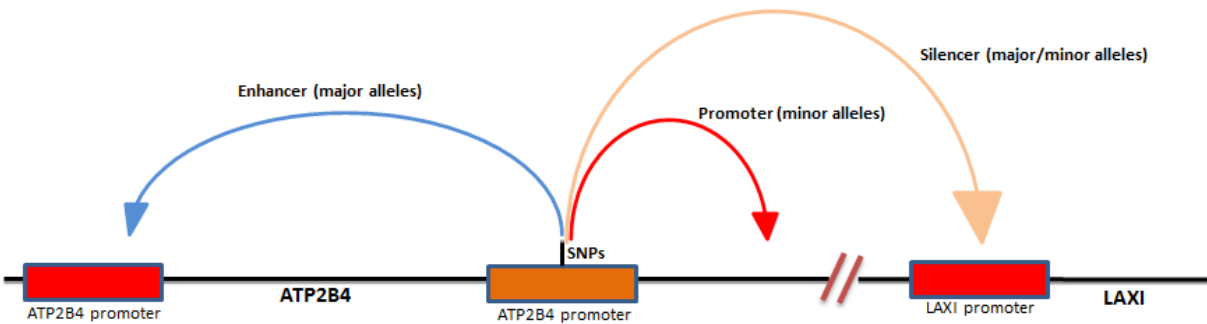 Silencer (major/minor alleles)
Enhancer (major alleles)
Promoter (minor alleles)
SNPs
ATP2B4
LAXI
ATP2B4 promoter
ATP2B4 promoter
LAXI promoter